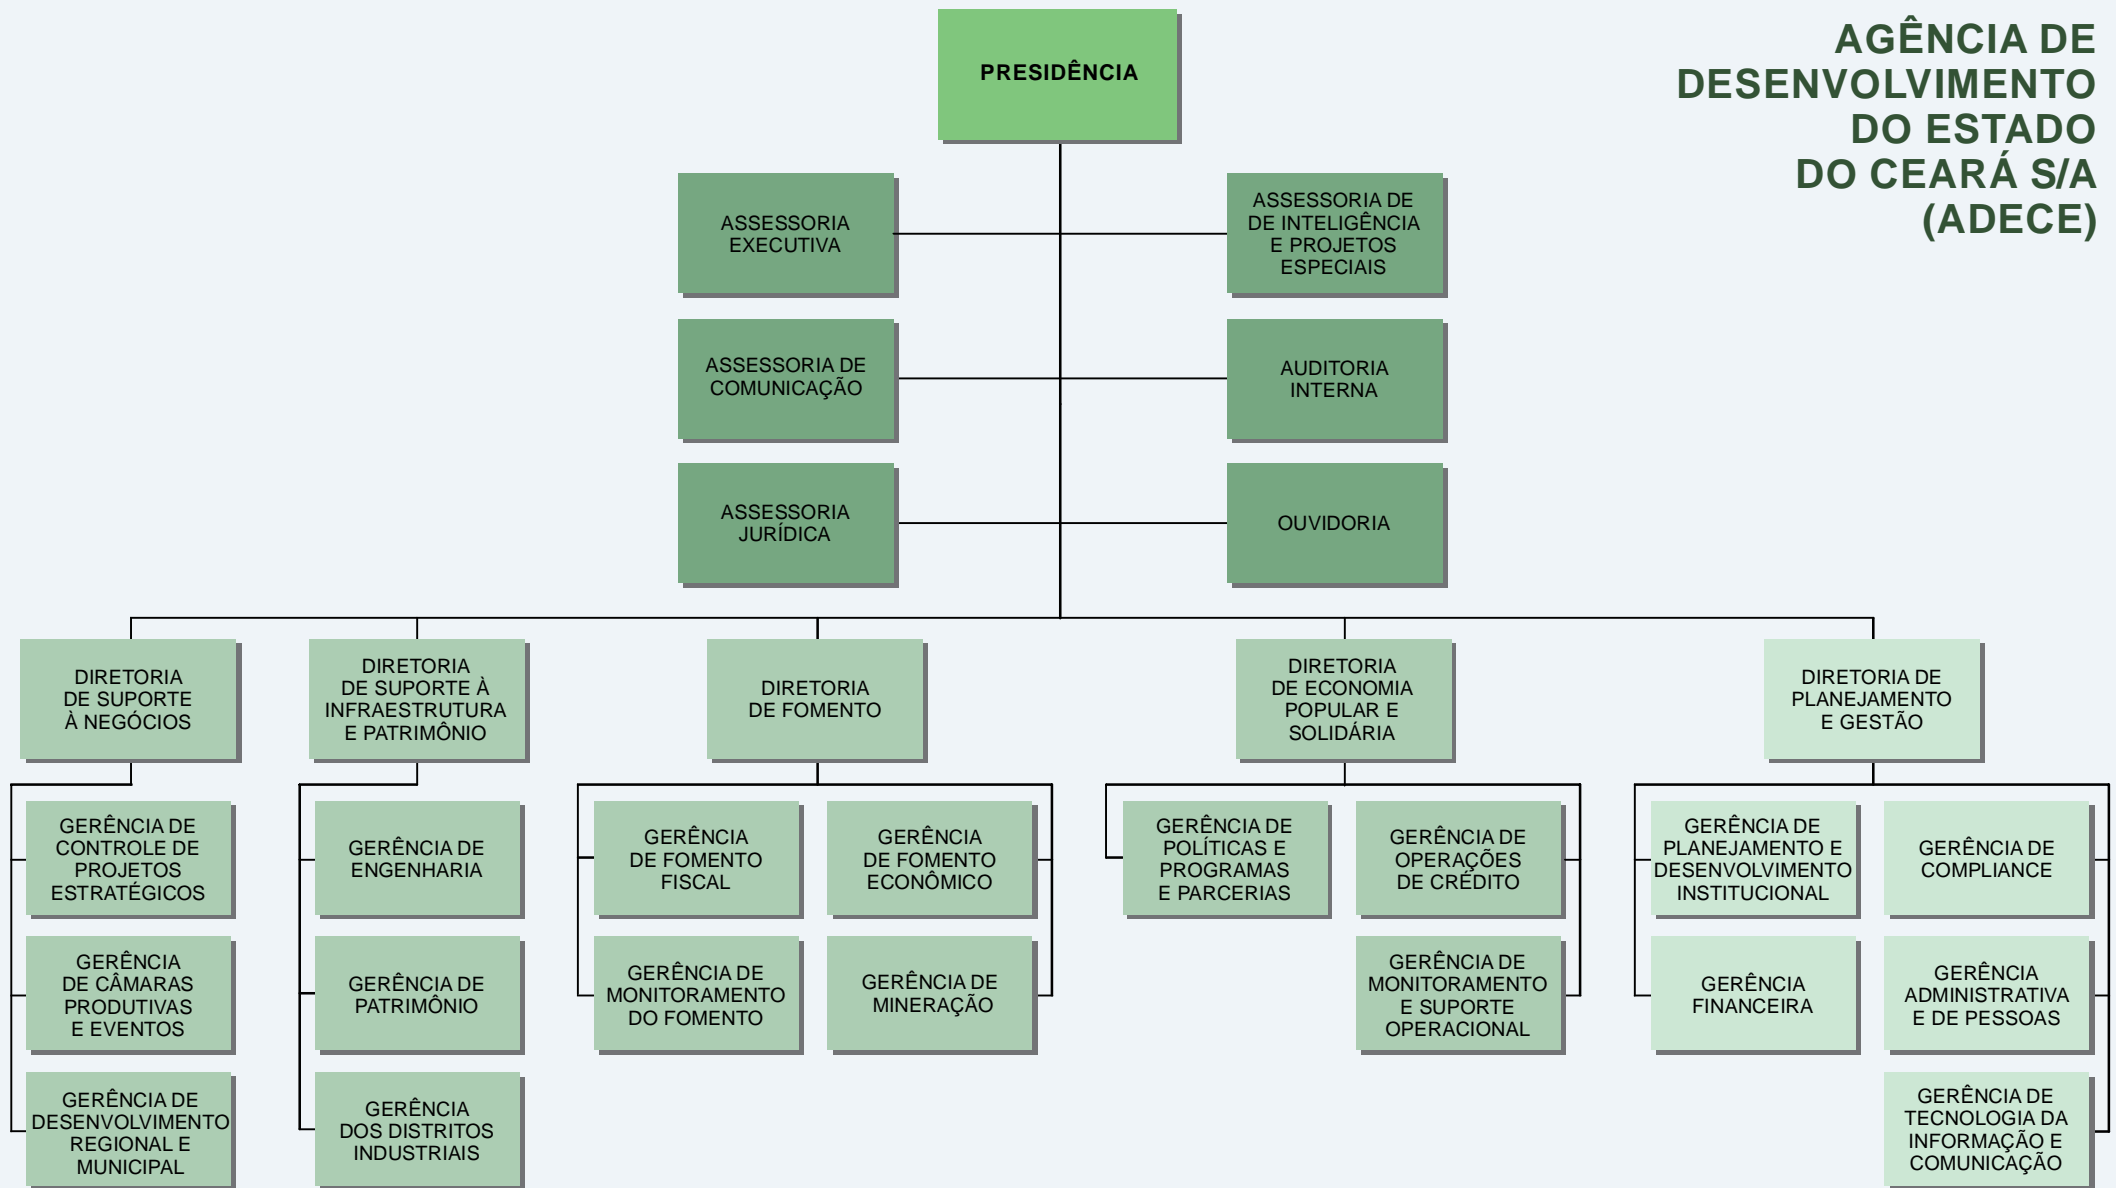 AGÊNCIA DE
DESENVOLVIMENTO
DO ESTADO
DO CEARÁ S/A
(ADECE)
PRESIDÊNCIA
ASSESSORIA
EXECUTIVA
ASSESSORIA DE
DE INTELIGÊNCIA
E PROJETOS
ESPECIAIS
ASSESSORIA DE
COMUNICAÇÃO
AUDITORIA
INTERNA
ASSESSORIA
JURÍDICA
OUVIDORIA
DIRETORIA
DE SUPORTE
À NEGÓCIOS
DIRETORIA
DE SUPORTE À
INFRAESTRUTURA
E PATRIMÔNIO
DIRETORIA
DE FOMENTO
DIRETORIA
DE ECONOMIA
POPULAR E
SOLIDÁRIA
DIRETORIA DE
PLANEJAMENTO
E GESTÃO
GERÊNCIA DE
CONTROLE DE
PROJETOS
ESTRATÉGICOS
GERÊNCIA DE
ENGENHARIA
GERÊNCIA
DE FOMENTO
FISCAL
GERÊNCIA
DE FOMENTO
ECONÔMICO
GERÊNCIA DE
POLÍTICAS E
PROGRAMAS
E PARCERIAS
GERÊNCIA DE
OPERAÇÕES
DE CRÉDITO
GERÊNCIA DE
PLANEJAMENTO E
DESENVOLVIMENTO
INSTITUCIONAL
GERÊNCIA DE
COMPLIANCE
GERÊNCIA
DE CÂMARAS
PRODUTIVAS
E EVENTOS
GERÊNCIA DE
PATRIMÔNIO
GERÊNCIA DE
MONITORAMENTO
DO FOMENTO
GERÊNCIA DE
MINERAÇÃO
GERÊNCIA DE
MONITORAMENTO
E SUPORTE
OPERACIONAL
GERÊNCIA
FINANCEIRA
GERÊNCIA
ADMINISTRATIVA
E DE PESSOAS
GERÊNCIA DE
DESENVOLVIMENTO
REGIONAL E
MUNICIPAL
GERÊNCIA
DOS DISTRITOS
INDUSTRIAIS
GERÊNCIA DE
TECNOLOGIA DA
INFORMAÇÃO E
COMUNICAÇÃO